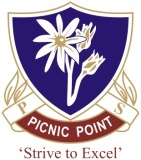 P S
PICNIC POINT
'Strive to Excel'